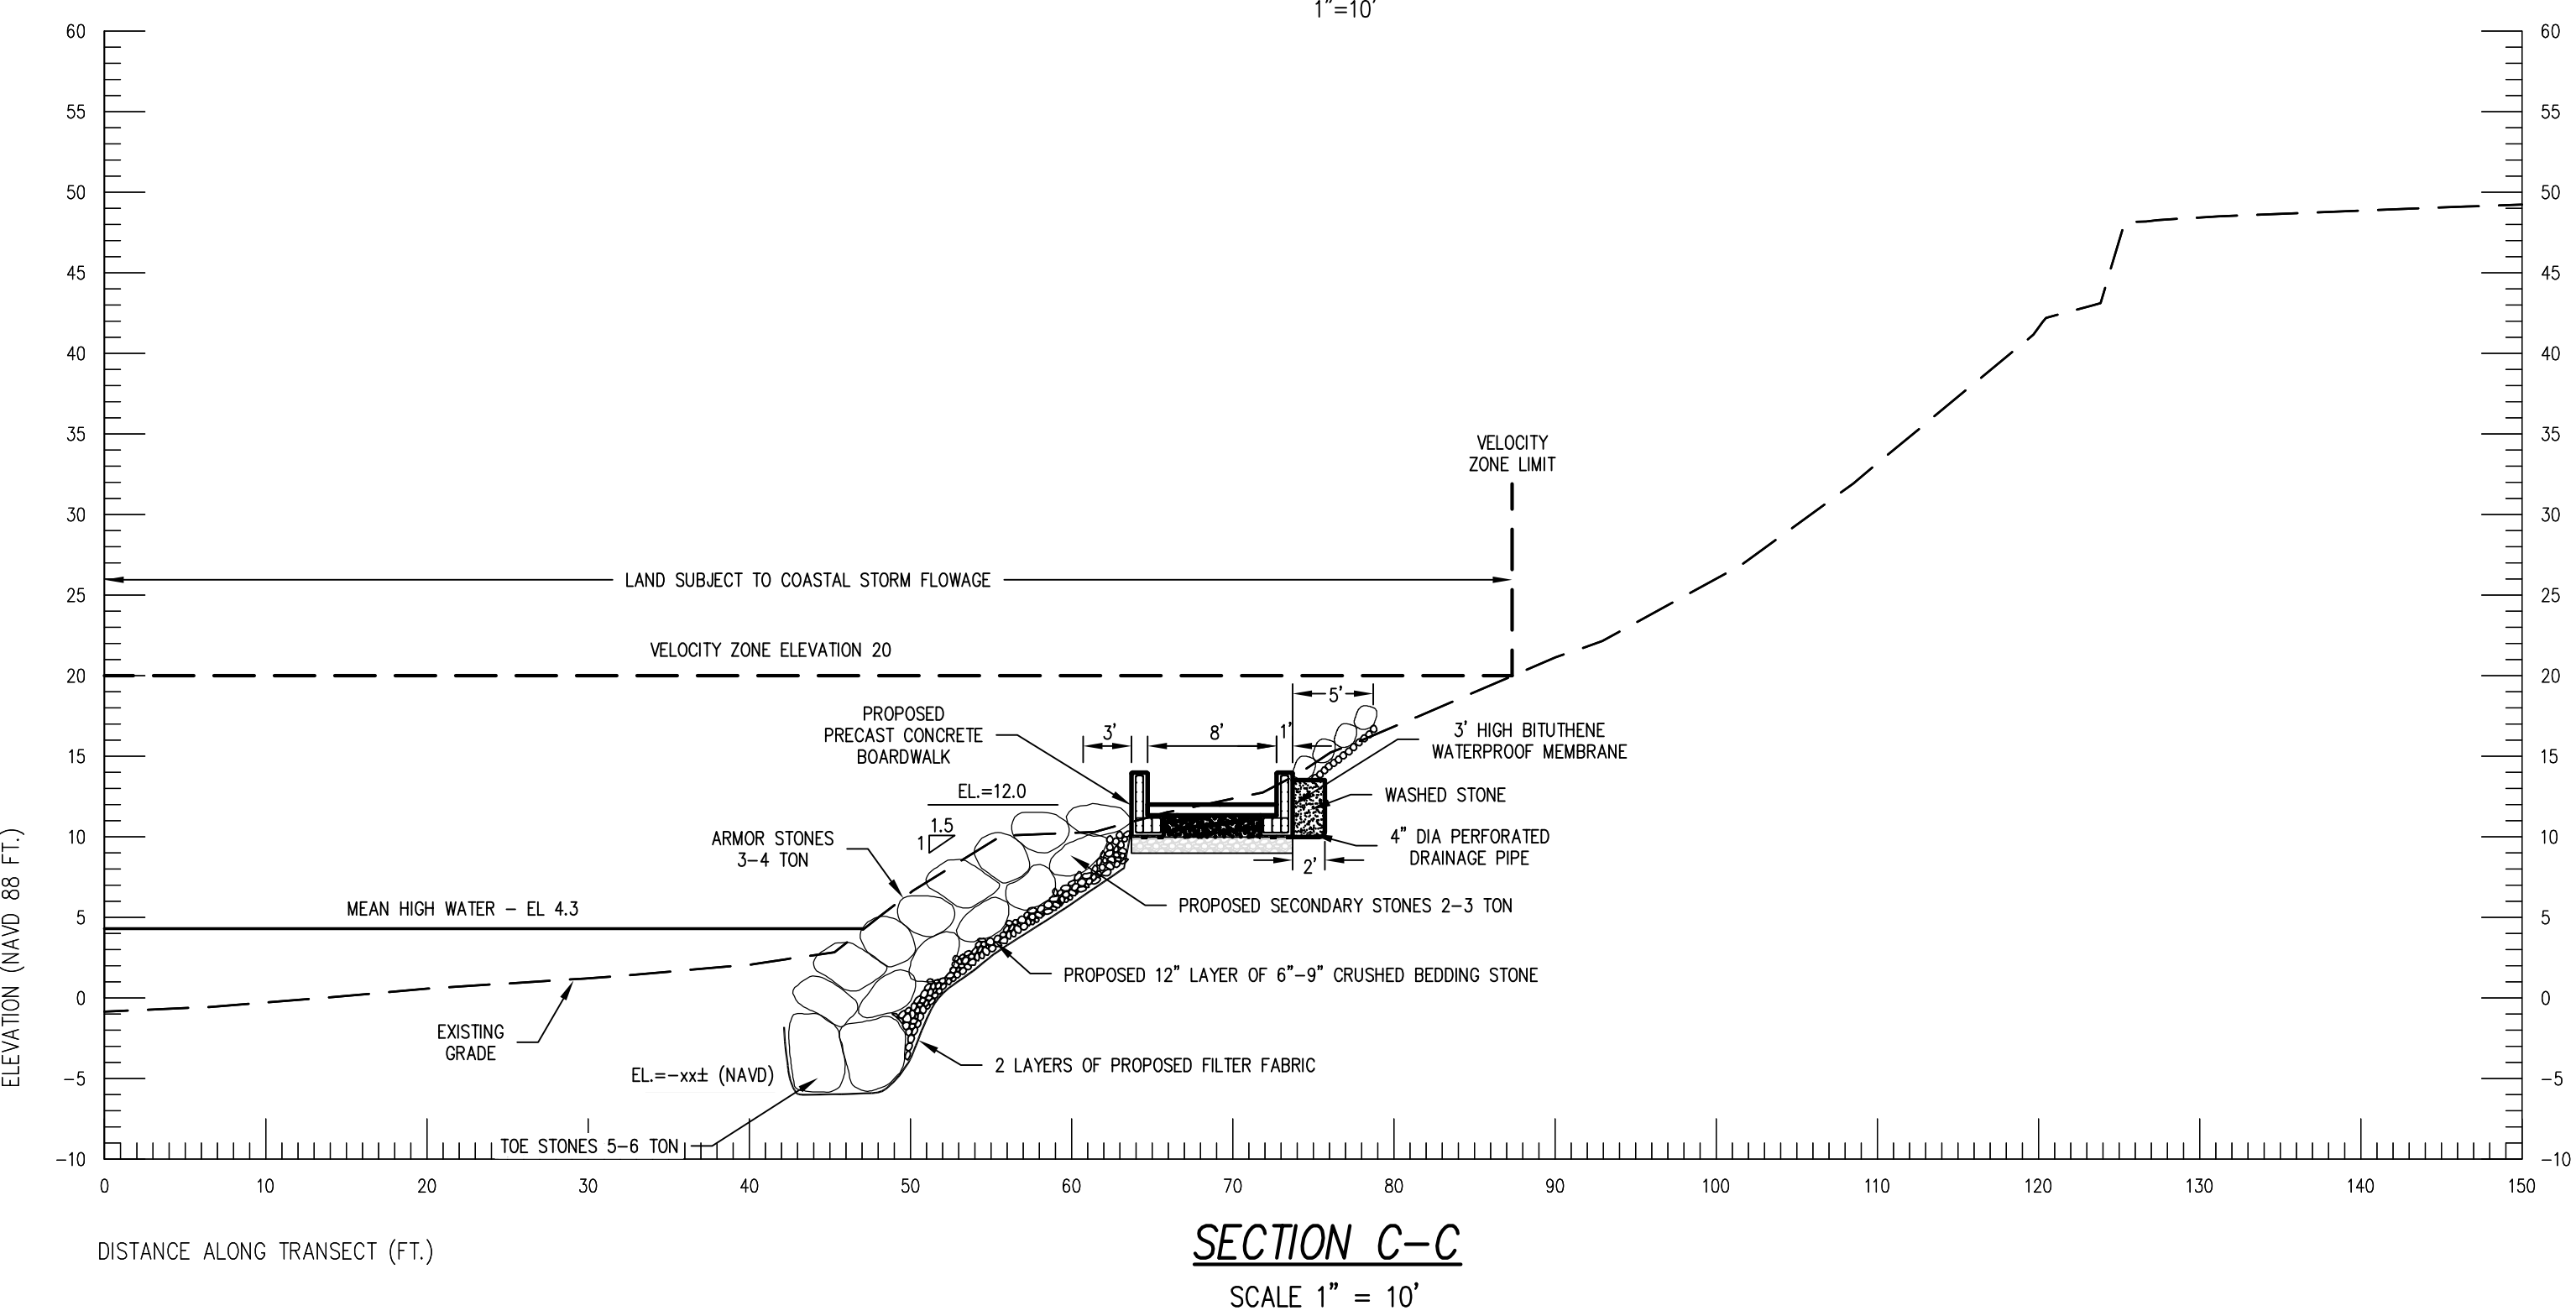 1"=10'
60
55
50
45
40
35
30
25
20
15
10
5
0
-5
-10
60
55
50
45
40
35
30
25
20
15
10
5
0
-5
-10
ELEVATION (NAVD 88 FT.)
VELOCITY
ZONE LIMIT
LAND SUBJECT TO COASTAL STORM FLOWAGE
VELOCITY ZONE ELEVATION 20
5'
PROPOSED
PRECAST CONCRETE
BOARDWALK
3'
8'
1'
3' HIGH BITUTHENE
WATERPROOF MEMBRANE
EL.=12.0
WASHED STONE
1.5
1
ARMOR STONES
3-4 TON
4" DIA PERFORATED
DRAINAGE PIPE
2'
MEAN HIGH WATER - EL 4.3
PROPOSED SECONDARY STONES 2-3 TON
PROPOSED 12" LAYER OF 6"-9" CRUSHED BEDDING STONE
EXISTING
GRADE
2 LAYERS OF PROPOSED FILTER FABRIC
EL.=-xx± (NAVD)
TOE STONES 5-6 TON
0 10 20 30 40 50 60 70 80 90 100 110 120 130 140 150
DISTANCE ALONG TRANSECT (FT.)
SECTION C-C
SCALE 1" = 10'